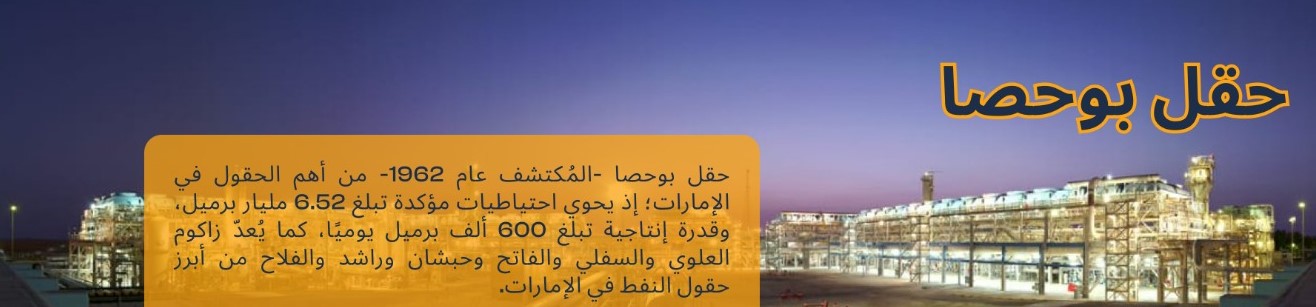 حقل بوحصا
حقل بوحصا -المُكتشف عام 1962- من أهم الحقول في
الإمارات؛ إذ يحوي احتياطيات مؤكدة تبلغ 6.52 مليار برميل،
وقدرة إنتاجية تبلغ 600 ألف برميل يوميًا، كما يُعدّ زاكوم
العلوي والسفلي والفاتح وحبشان وراشد والفلاح من أبرز
حقول النفط في الإمارات.